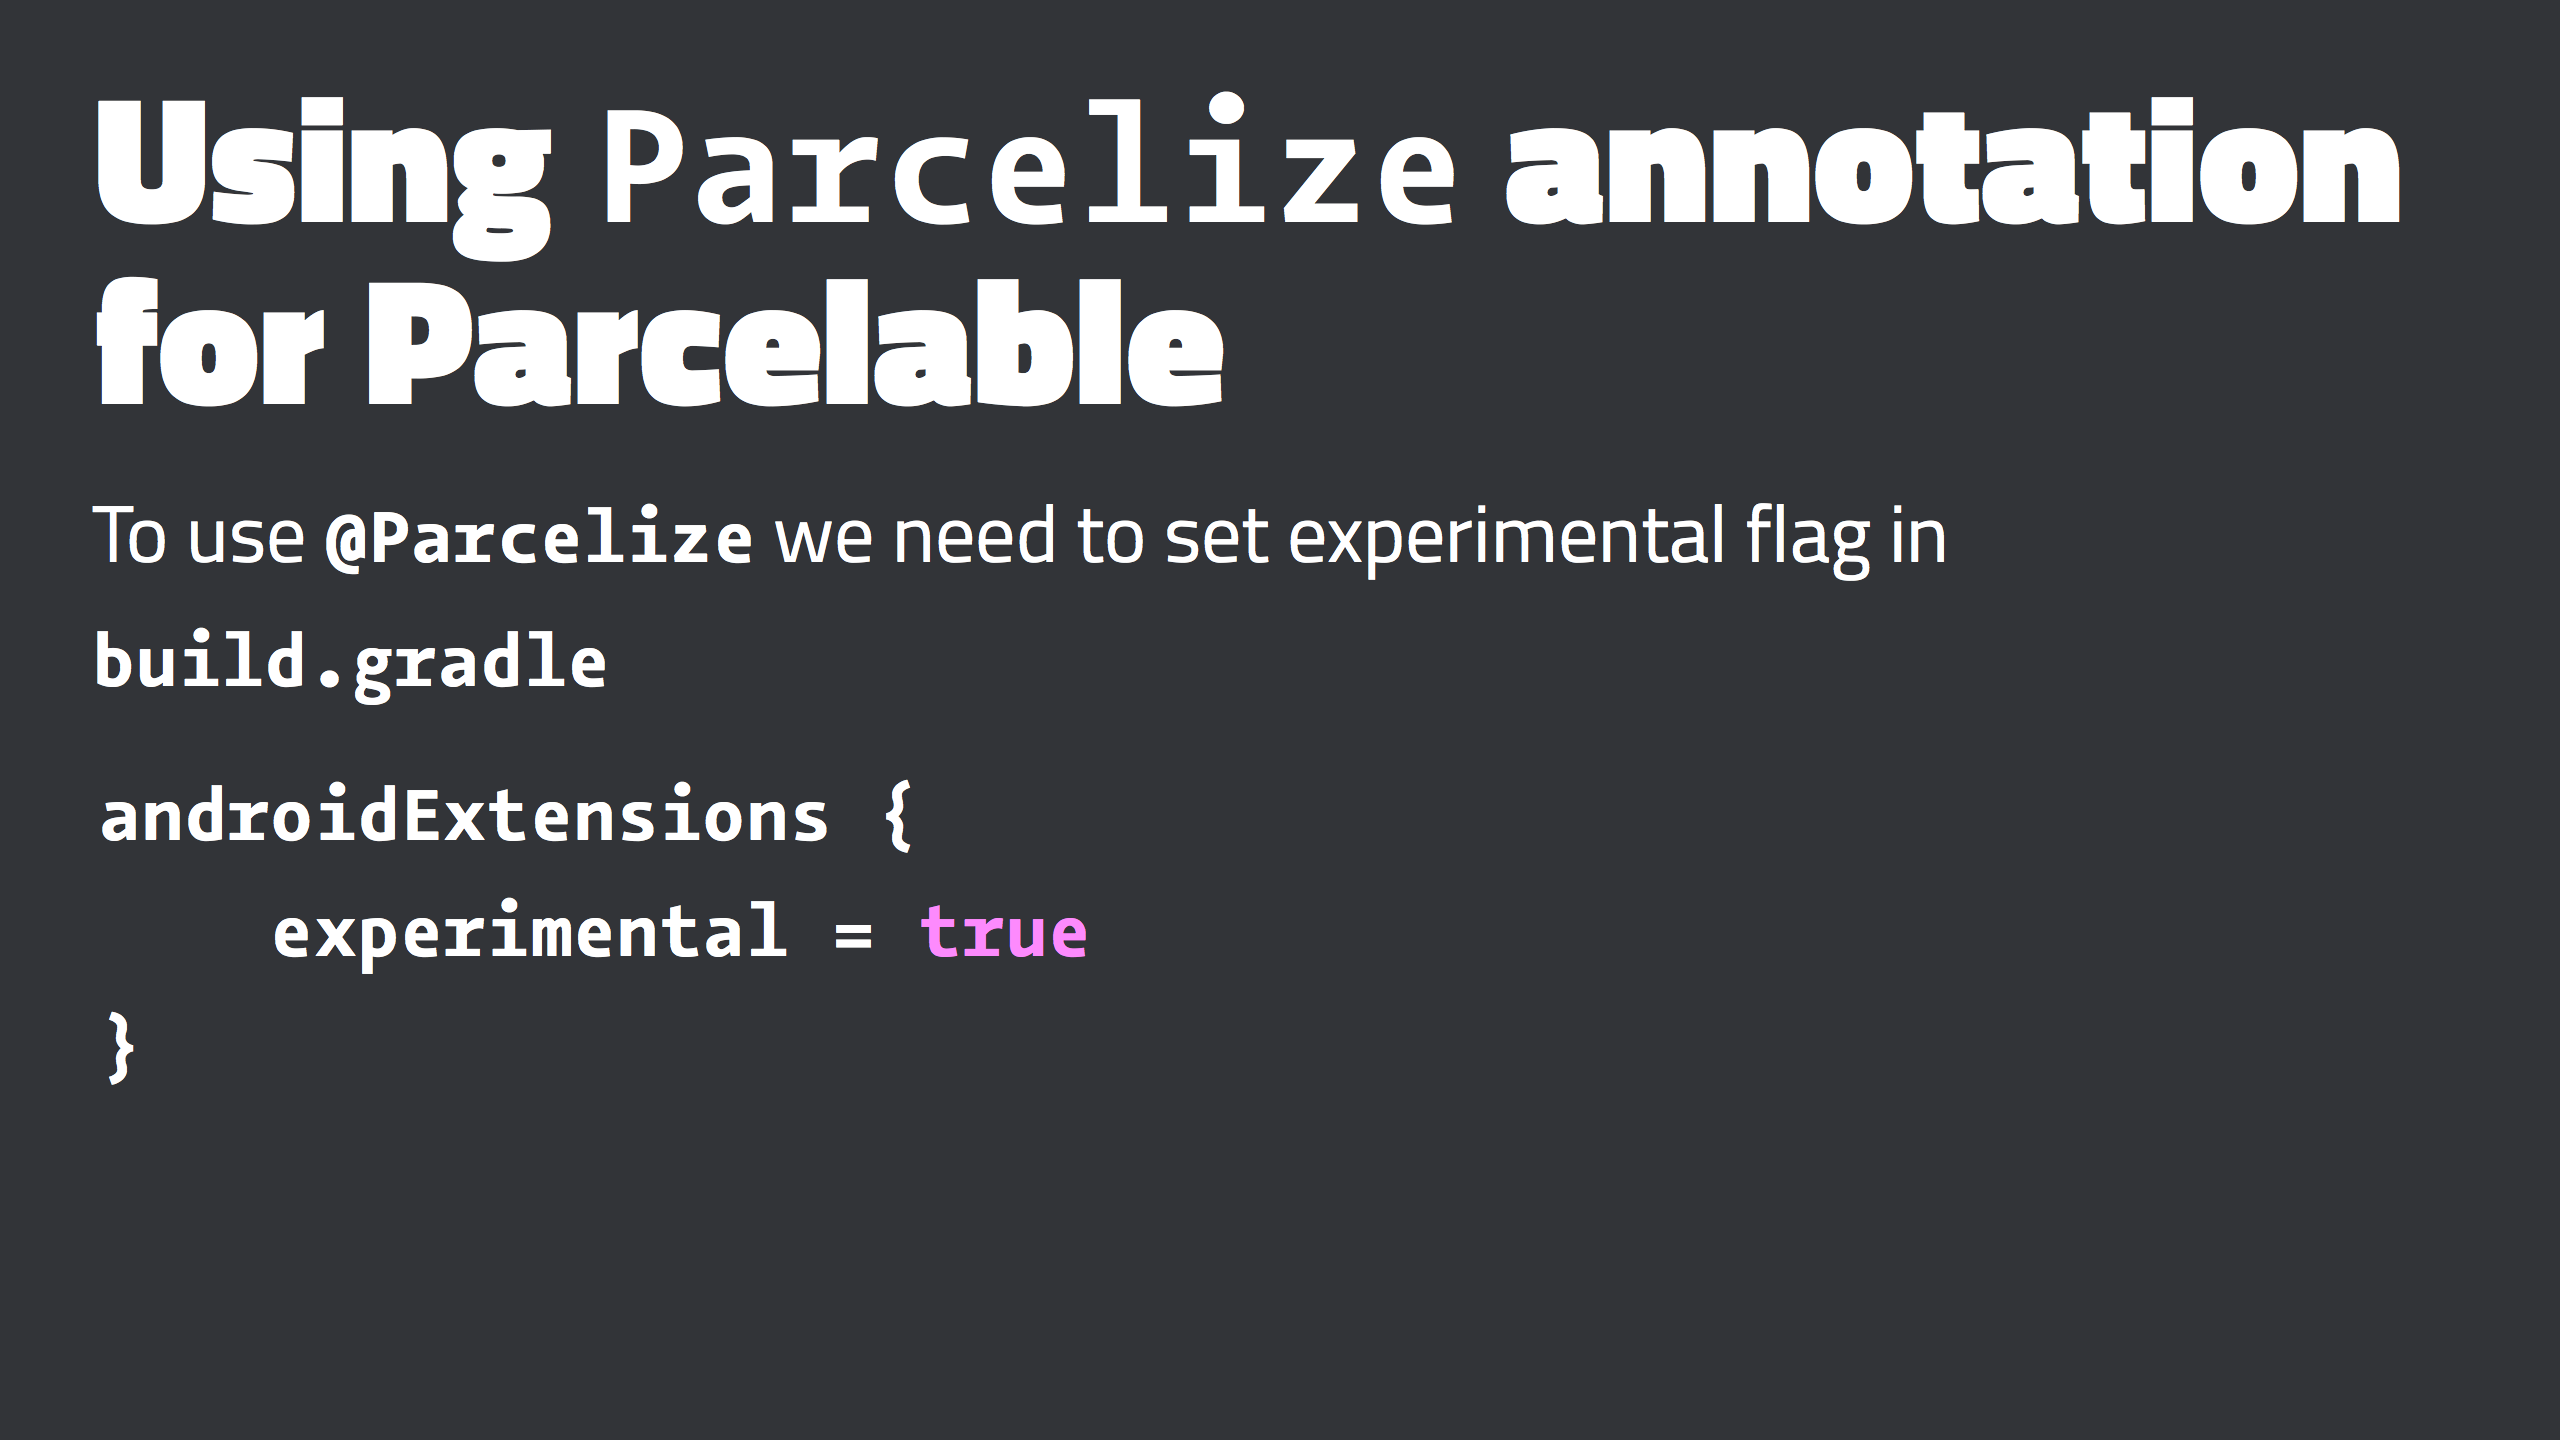 Using Parcelize annotation
for Parcelable
To use @Parcelize we need to set experimental flag in
build.gradle
androidExtensions {
    experimental = true
}